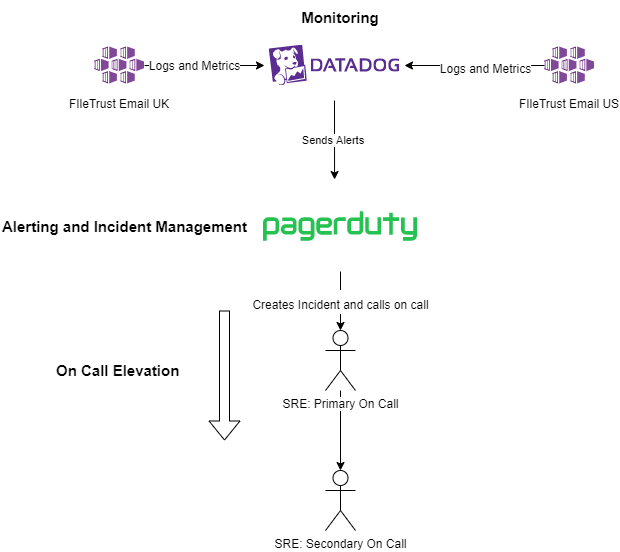 Monitoring
Logs and Metrics
DATADOG
Logs and Metrics
FIleTrust Email UK
FIleTrust Email US
Sends Alerts
Alerting and Incident Management
pagerduty
Creates Incident and calls on call
On Call Elevation
SRE: Primary On Call
SRE: Secondary On Call